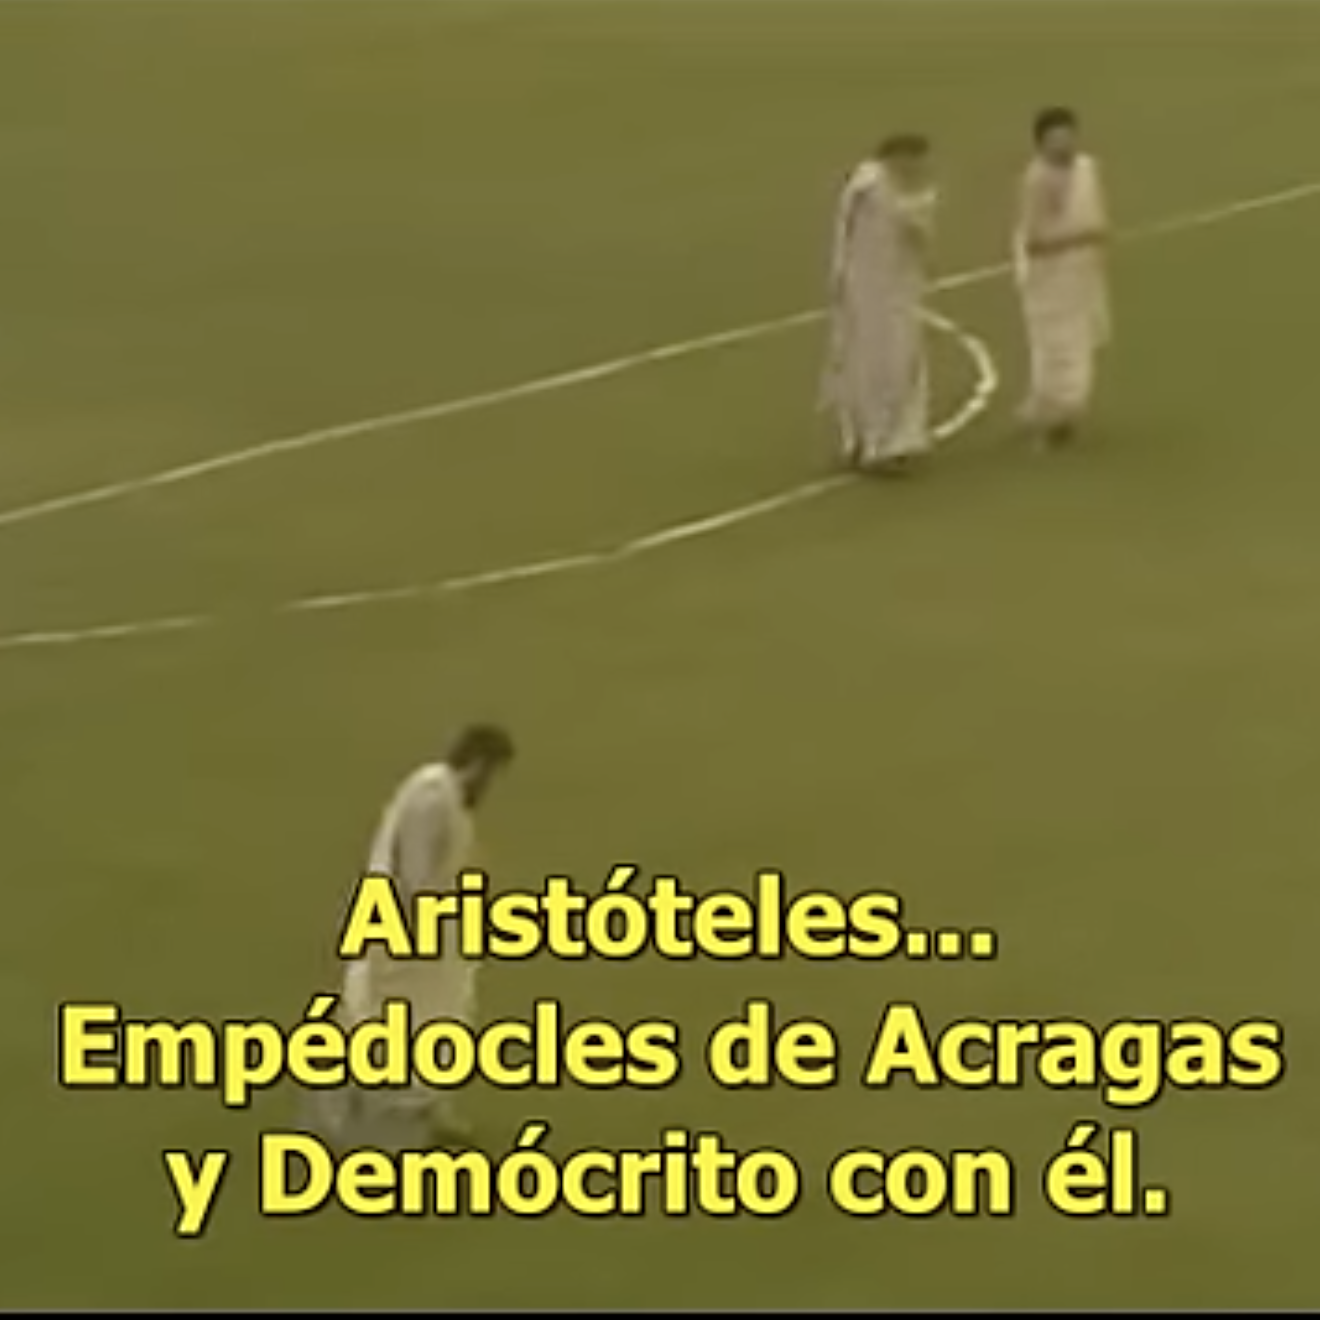 Aristóteles...
Empédocles de Acragas
y Demócrito con él.